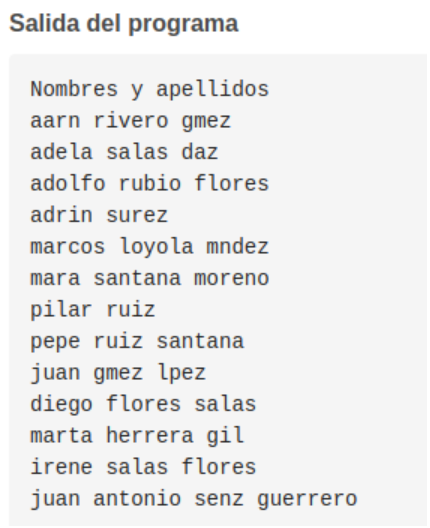 Salida del programa
Nombres y apellidos
aarn rivero gmez
adela salas daz
adolfo rubio flores
adrin surez
marcos loyola mndez
mara santana moreno
pilar ruiz
pepe ruiz santana
juan gmez lpez
diego flores salas
marta herrera gil
irene salas flores
juan antonio senz guerrero